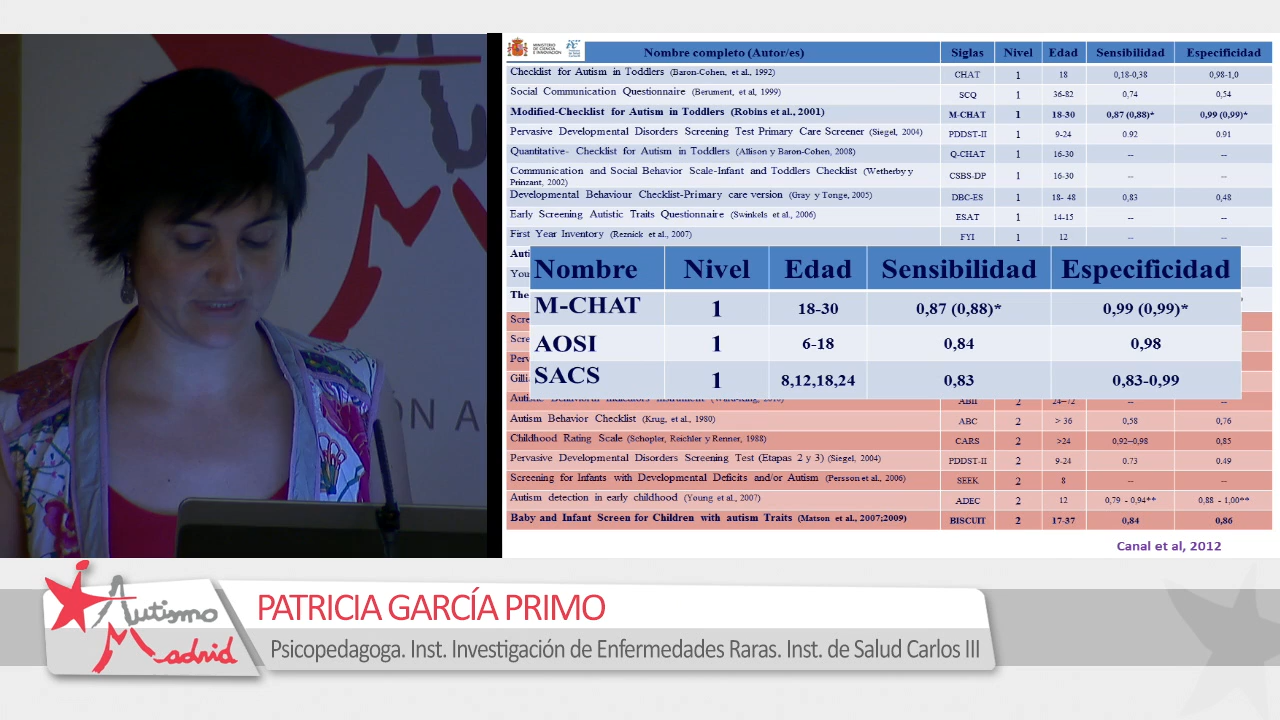 MINISTERIO
DE CIENCIA
E INNOVACIÓN
Nombre completo (Autor/es) Siglas Nivel Edad Sensibilidad Especificidad
Checklist for Autism in Toddlers (Baron-Cohen, et al., 1992) CHAT 1 18 0,18-0,38 0,98-1,0
Social Communication Questionnaire (Berument, et al, 1999) SCQ 1 36-82 0,74 0,54
Modified-Checklist for Autism in Toddlers (Robins et al., 2001) M-CHAT 1 18-30 0,87 (0,88)* 0,99 (0,99)*
Pervasive Developmental Disorders Screening Test Primary Care Screener (Siegel, 2004) PDDST-II 1 9-24 0.92 0.91
Quantitative- Checklist for Autism in Toddlers (Allison y Baron-Cohen, 2008) Q-CHAT 1 16-30 -- --
Communication and Social Behavior Scale-Infant and Toddlers Checklist (Wetherby y
Prinzant, 2002) CSBS-DP 1 16-30 -- --
Developmental Behaviour Checklist-Primary care version (Gray y Tonge, 2005) DBC-ES 1 18- 48 0,83 0,48
Early Screening Autistic Traits Questionnaire (Swinkels et al., 2006) ESAT 1 14-15 -- --
First Year Inventory (Reznick et al., 2007) FYI 1 12 -- --
Nombre Nivel Edad Sensibilidad Especificidad
M-CHAT 1 18-30 0,87 (0,88)* 0,99 (0,99)*
AOSI 1 6-18 0,84 0,98
SACS 1 8,12,18,24 0,83 0,83-0,99
Autism Behavior Checklist (Krug, et al., 1980) ABC 2 > 36 0,58 0,76
Childhood Rating Scale (Schopler, Reichler y Renner, 1988) CARS 2 >24 0,92–0,98 0,85
Pervasive Developmental Disorders Screening Test (Etapas 2 y 3) (Siegel, 2004) PDDST-II 2 9-24 0.73 0.49
Screening for Infants with Developmental Deficits and/or Autism (Persson et al., 2006) SEEK 2 8 -- --
Autism detection in early childhood (Young et al., 2007) ADEC 2 12 0,79 - 0,94** 0,88 - 1,00**
Baby and Infant Screen for Children with autism Traits (Matson et al., 2007;2009) BISCUIT 2 17-37 0,84 0,86
Canal et al, 2012
Autismo
Madrid
PATRICIA GARCÍA PRIMO
Psicopedagoga. Inst. Investigación de Enfermedades Raras. Inst. de Salud Carlos III